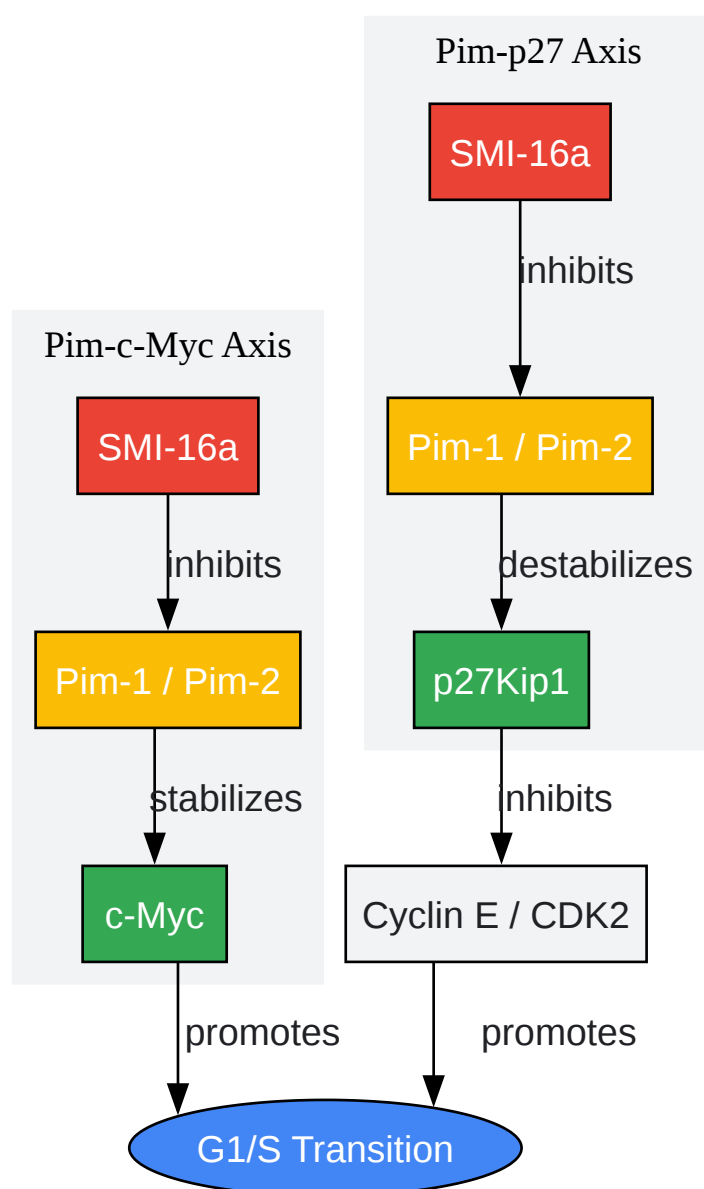 Pim-p27 Axis
SMI-16a
inhibits
Pim-1 / Pim-2
destabilizes
p27Kip1
inhibits
Cyclin E / CDK2
promotes
Pim-c-Myc Axis
SMI-16a
inhibits
Pim-1 / Pim-2
stabilizes
c-Myc
promotes
G1/S Transition